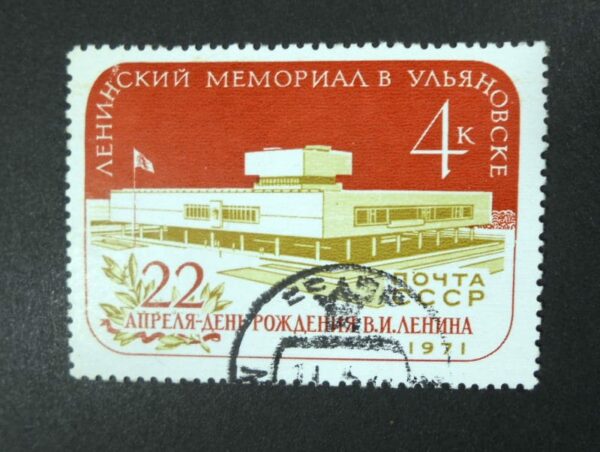 ЛЕНИНСКИЙ МЕМОРИАЛ В УЛЬЯНОВСКЕ
4К
ПОЧТА
СССР
22
АПРЕЛЯ-ДЕНЬ РОЖДЕНИЯ В.И.ЛЕНИНА
1971